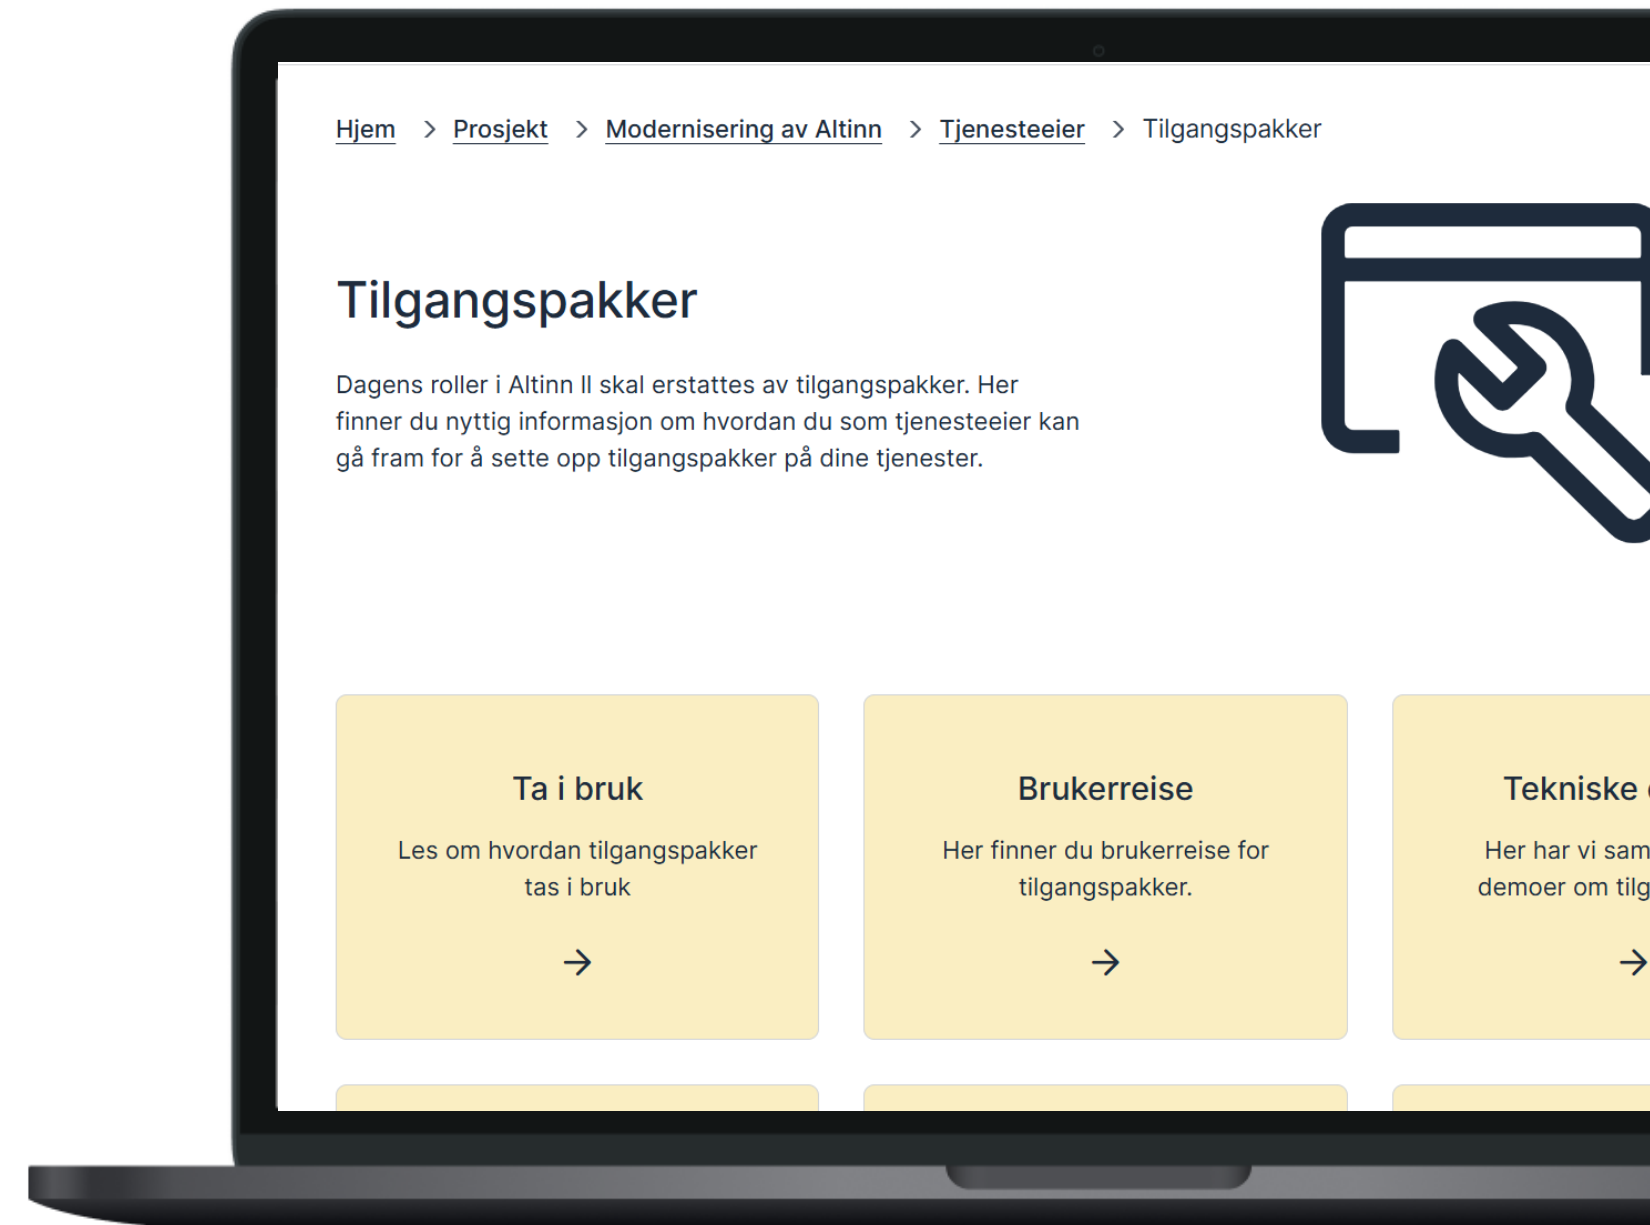 Hjem > Prosjekt > Modernisering av Altinn > Tjenesteeier > Tilgangspakker
Tilgangspakker
Dagens roller i Altinn II skal erstattes av tilgangspakker. Her
finner du nyttig informasjon om hvordan du som tjenesteeier kan
gå fram for å sette opp tilgangspakker på dine tjenester.
Ta i bruk
Les om hvordan tilgangspakker
tas i bruk
Brukerreise
Her finner du brukerreise for
tilgangspakker.
Tekniske
Her har vi
demoer om